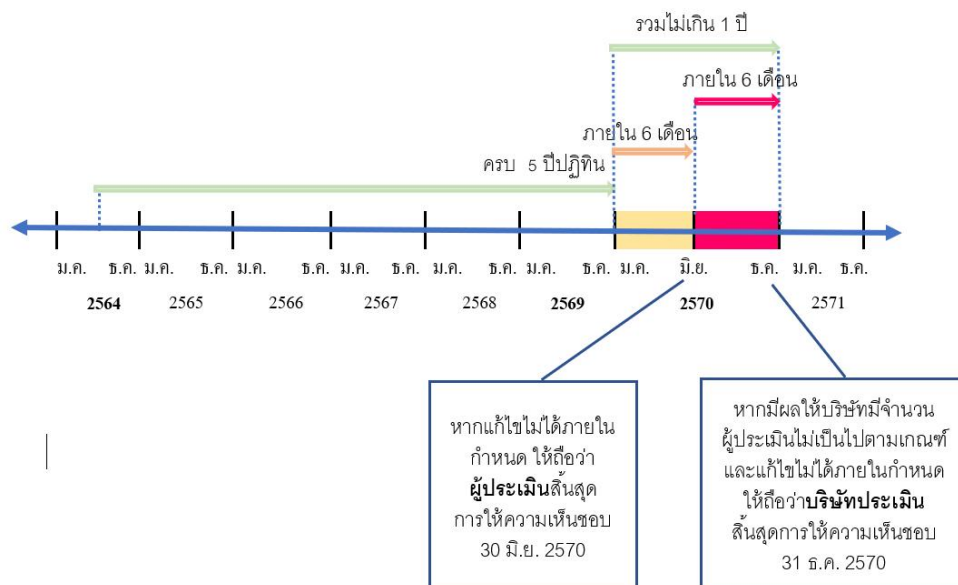 รวมไม่เกิน 1 ปี
ภายใน 6 เดือน
ภายใน 6 เดือน
ครบ 5 ปีปฏิทิน
ม.ค. ธ.ค. ม.ค. ธ.ค. ม.ค. ธ.ค. ม.ค. ธ.ค. ม.ค. ธ.ค. ม.ค. ธ.ค. ม.ค. มิ.ย. ธ.ค. ม.ค. ธ.ค.
2564 2565 2566 2567 2568 2569 2570 2571
หากแก้ไขไม่ได้ภายใน
กำหนด ให้ถือว่า
ผู้ประเมินสิ้นสุด
การให้ความเห็นชอบ
30 มิ.ย. 2570
หากมีผลให้บริษัทมีจำนวน
ผู้ประเมินไม่เป็นไปตามเกณฑ์
และแก้ไขไม่ได้ภายในกำหนด
ให้ถือว่าบริษัทประเมิน
สิ้นสุดการให้ความเห็นชอบ
31 ธ.ค. 2570